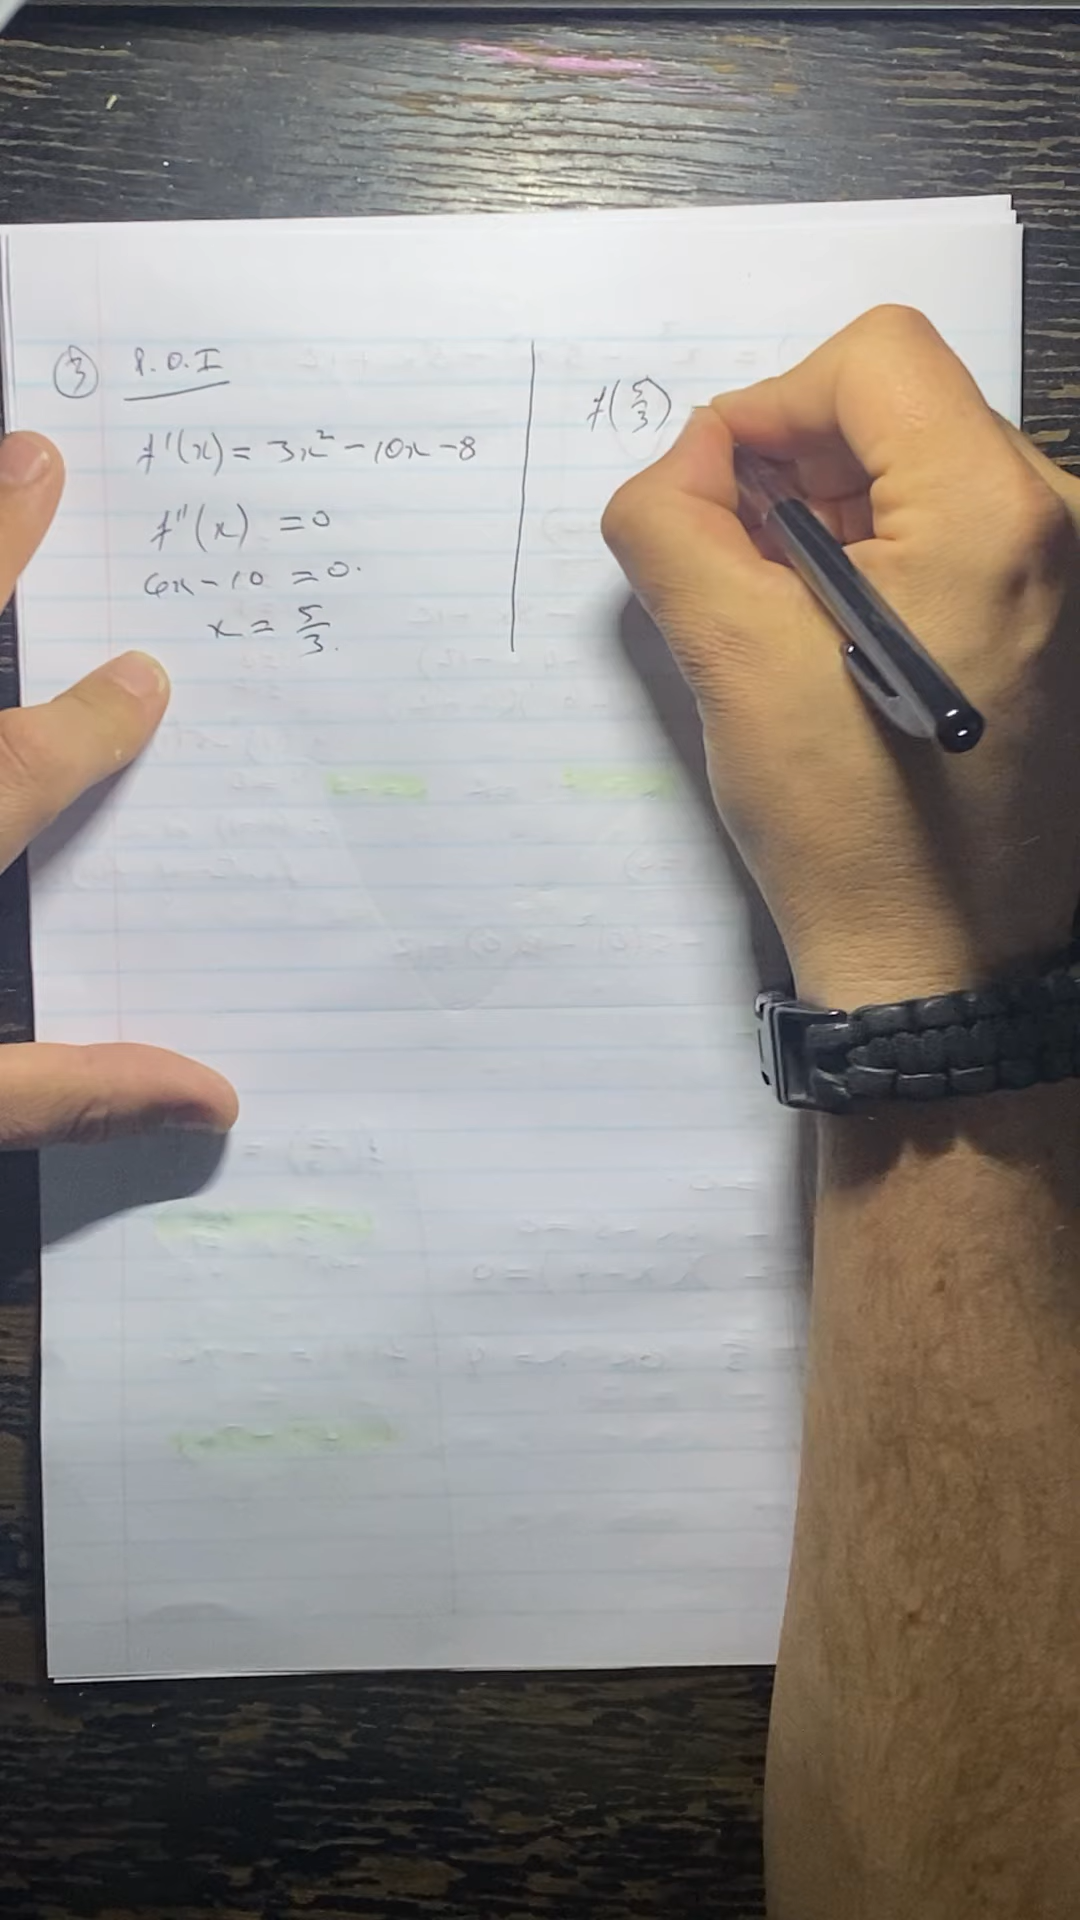 ③ P.O.I
f'(x) = 3x² - 10x - 8
f''(x) = 0
6x - 10 = 0.
x = 5/3.
f(5/3)